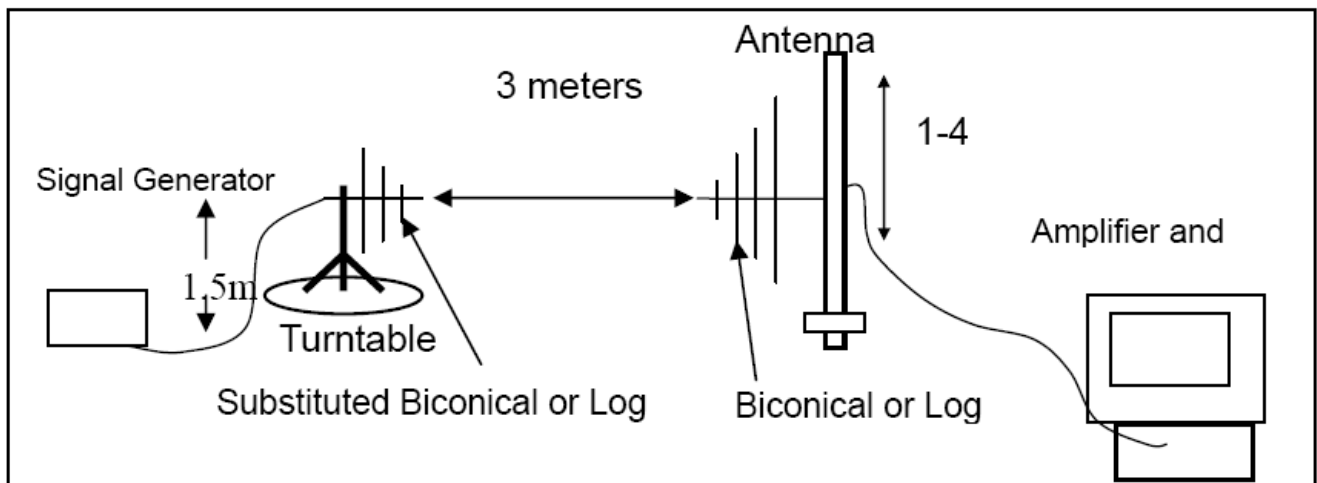 Antenna
3 meters
1-4
Signal Generator
Amplifier and
1.5m
Turntable
Substituted Biconical or Log
Biconical or Log